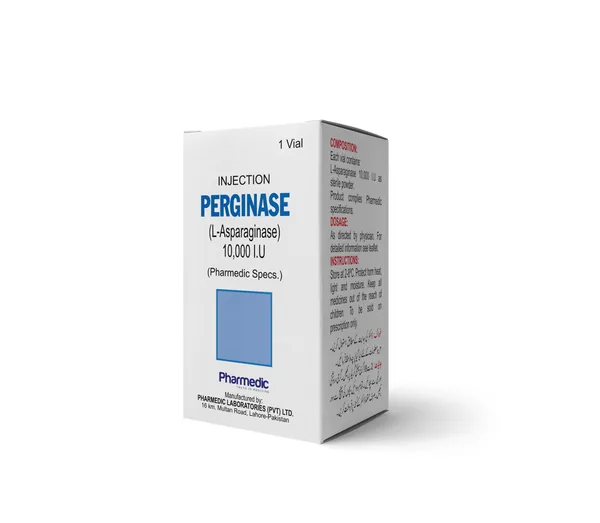 1 Vial
INJECTION
PERGINASE
(L-Asparaginase)
10,000 I.U
(Pharmedic Specs.)
Pharmedic
Manufactured by:
PHARMEDIC LABORATORIES (PVT) LTD.
16 km. Multan Road, Lahore-Pakistan
COMPOSITION:
Each vial contains:
L-Asparaginase 10,000 I.U as
sterile powder.
Product complies Pharmedic
specifications.
DOSAGE:
As directed by physician. For
detailed information see leaflet.
INSTRUCTIONS:
Store at 2-8ºC. Protect form heat,
light and moisture. Keep all
medicines out of the reach of
children. To be sold on
prescription only.